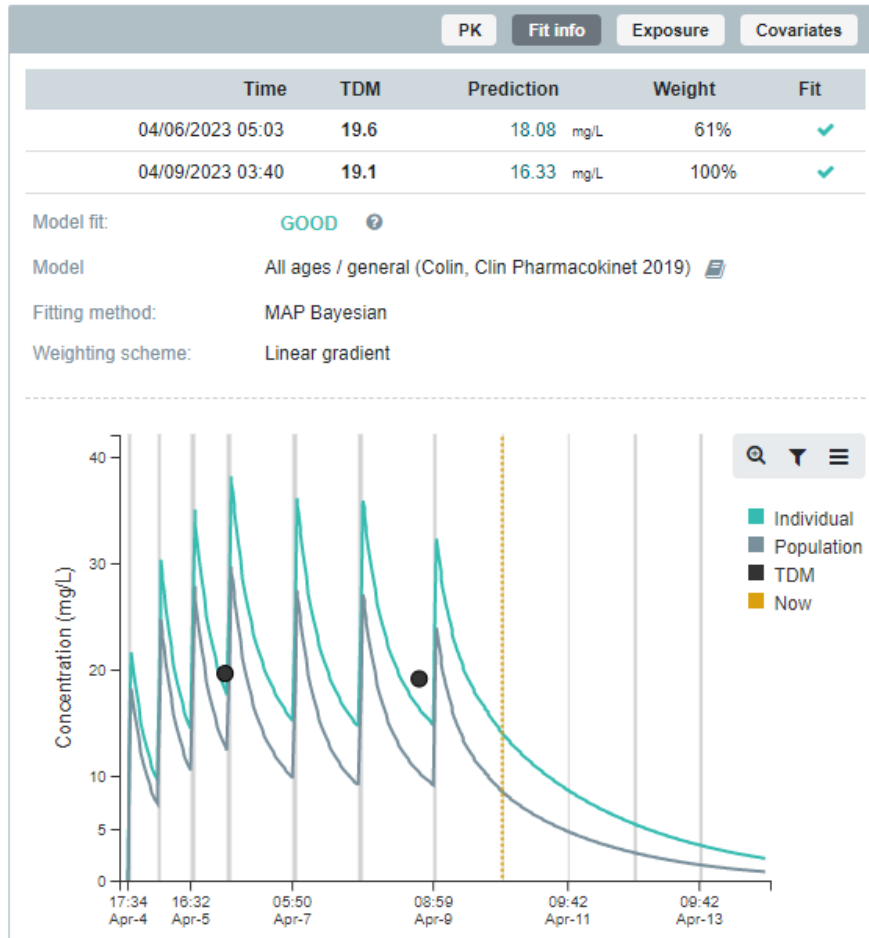 PK Fit info Exposure Covariates
Time TDM Prediction Weight Fit
04/06/2023 05:03 19.6 18.08 mg/L 61%
04/09/2023 03:40 19.1 16.33 mg/L 100%
Model fit: GOOD ?
Model All ages / general (Colin, Clin Pharmacokinet 2019)
Fitting method: MAP Bayesian
Weighting scheme: Linear gradient
Concentration (mg/L)
40
30
20
10
5
0
Individual
Population
TDM
Now
17:34 16:32 05:50 08:59 09:42 09:42
Apr-4 Apr-5 Apr-7 Apr-9 Apr-11 Apr-13